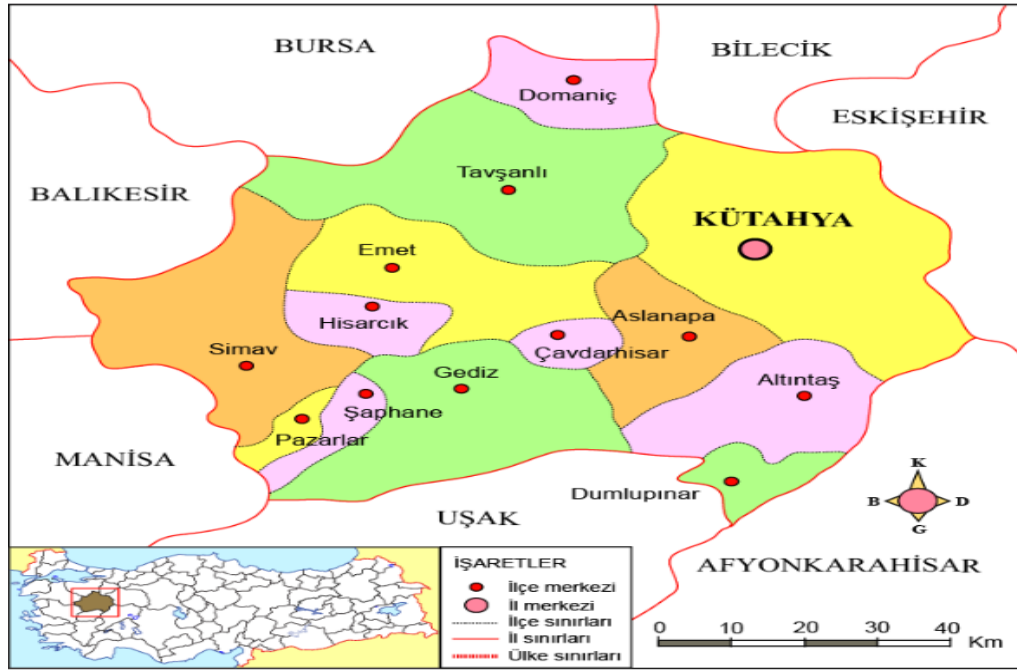 BURSA
BİLECİK
Domaniç
ESKİŞEHİR
Tavşanlı
BALIKESİR
KÜTAHYA
Emet
Hisarcık
Aslanapa
Simav
Çavdarhisar
Gediz
Altıntaş
Şaphane
Pazarlar
MANİSA
K
Dumlupınar
B D
UŞAK
G
AFYONKARAHİSAR
İŞARETLER
İlçe merkezi
İl merkezi
İlçe sınırları
İl sınırları
Ülke sınırları
0 10 20 30 40
Km